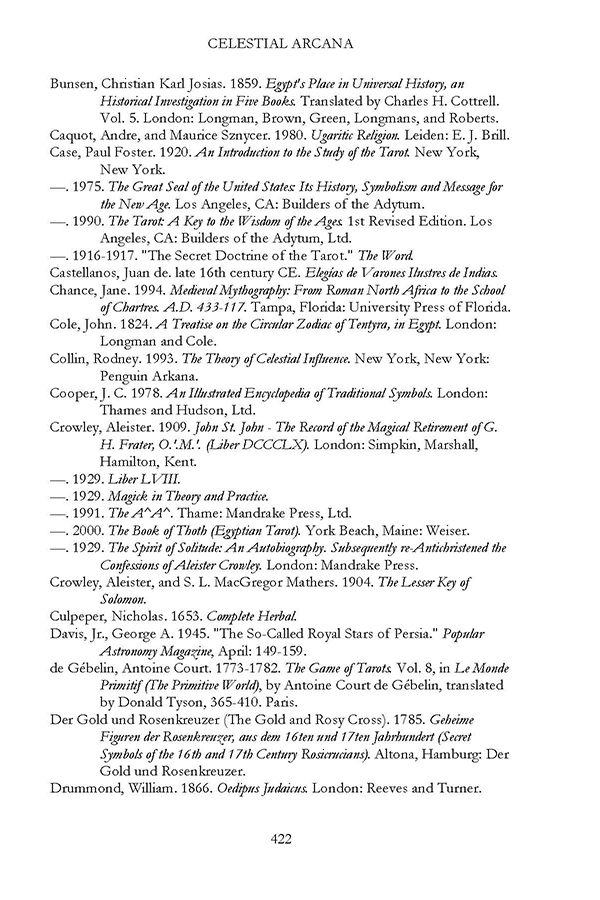 CELESTIAL ARCANA
Bunsen, Christian Karl Josias. 1859. Egypt's Place in Universal History, an
Historical Investigation in Five Books. Translated by Charles H. Cottrell.
Vol. 5. London: Longman, Brown, Green, Longmans, and Roberts.
Caquot, Andre, and Maurice Sznycer. 1980. Ugaritic Religion. Leiden: E. J. Brill.
Case, Paul Foster. 1920. An Introduction to the Study of the Tarot. New York,
New York.
—. 1975. The Great Seal of the United States: Its History, Symbolism and Message for
the New Age. Los Angeles, CA: Builders of the Adytum.
—. 1990. The Tarot: A Key to the Wisdom of the Ages. 1st Revised Edition. Los
Angeles, CA: Builders of the Adytum, Ltd.
—. 1916-1917. "The Secret Doctrine of the Tarot." The Word.
Castellanos, Juan de. late 16th century CE. Elegías de Varones Ilustres de Indias.
Chance, Jane. 1994. Medieval Mythography: From Roman North Africa to the School
of Chartres. A.D. 433-117. Tampa, Florida: University Press of Florida.
Cole, John. 1824. A Treatise on the Circular Zodiac of Tentyra, in Egypt. London:
Longman and Cole.
Collin, Rodney. 1993. The Theory of Celestial Influence. New York, New York:
Penguin Arkana.
Cooper, J. C. 1978. An Illustrated Encyclopedia of Traditional Symbols. London:
Thames and Hudson, Ltd.
Crowley, Aleister. 1909. John St. John - The Record of the Magical Retirement of G.
H. Frater, O.'.M.'. (Liber DCCCLX). London: Simpkin, Marshall,
Hamilton, Kent.
—. 1929. Liber LVIII.
—. 1929. Magick in Theory and Practice.
—. 1991. The A^A^. Thame: Mandrake Press, Ltd.
—. 2000. The Book of Thoth (Egyptian Tarot). York Beach, Maine: Weiser.
—. 1929. The Spirit of Solitude: An Autobiography. Subsequently re-Antichristened the
Confessions of Aleister Crowley. London: Mandrake Press.
Crowley, Aleister, and S. L. MacGregor Mathers. 1904. The Lesser Key of
Solomon.
Culpeper, Nicholas. 1653. Complete Herbal.
Davis, Jr., George A. 1945. "The So-Called Royal Stars of Persia." Popular
Astronomy Magazine, April: 149-159.
de Gébelin, Antoine Court. 1773-1782. The Game of Tarots. Vol. 8, in Le Monde
Primitif (The Primitive World), by Antoine Court de Gébelin, translated
by Donald Tyson, 365-410. Paris.
Der Gold und Rosenkreuzer (The Gold and Rosy Cross). 1785. Geheime
Figuren der Rosenkreuzer, aus dem 16ten und 17ten Jahrhundert (Secret
Symbols of the 16th and 17th Century Rosicrucians). Altona, Hamburg: Der
Gold und Rosenkreuzer.
Drummond, William. 1866. Oedipus Judaicus. London: Reeves and Turner.
422